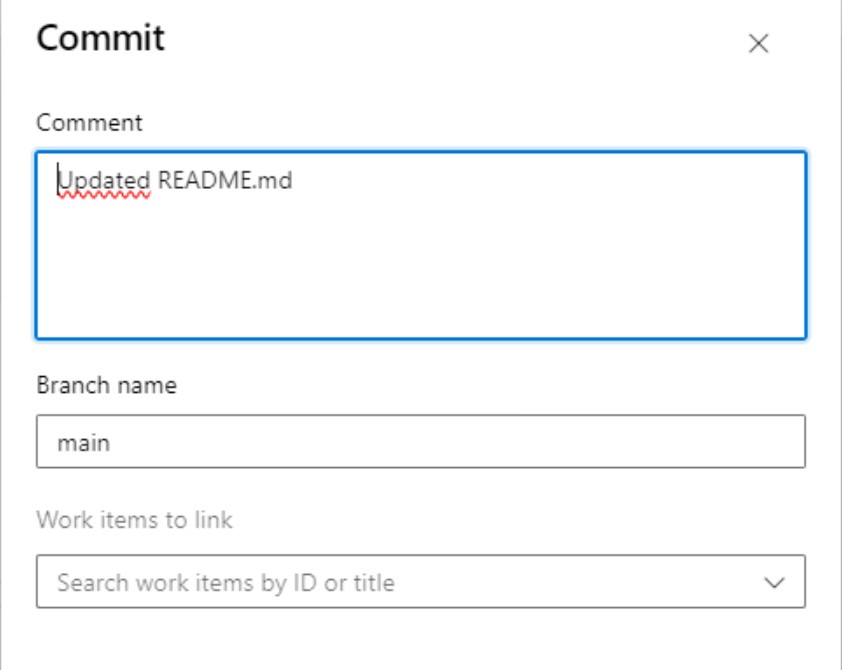 Commit
Comment
Updated README.md
Branch name
main
Work items to link
Search work items by ID or title